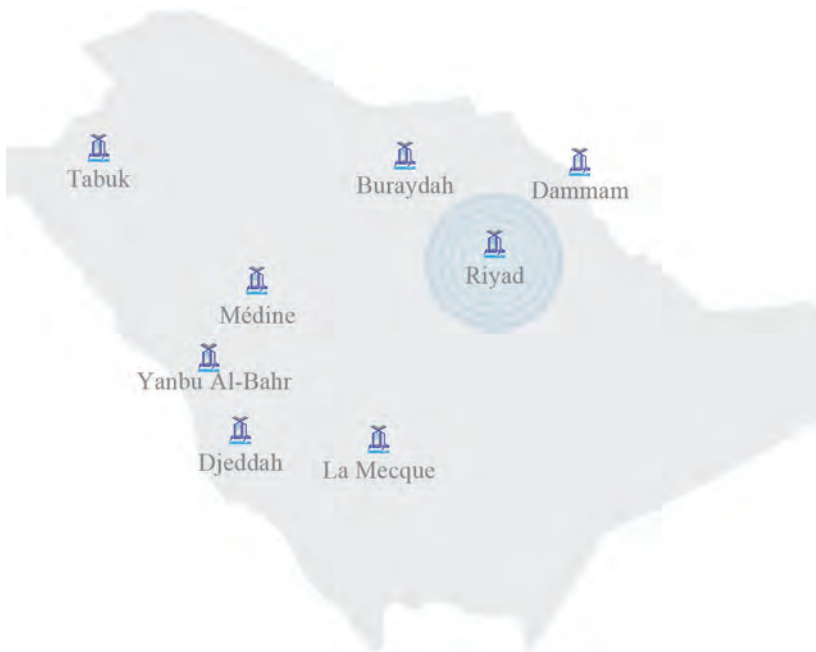 Tabuk
Buraydah
Dammam
Riyad
Médine
Yanbu Al-Bahr
Djeddah
La Mecque